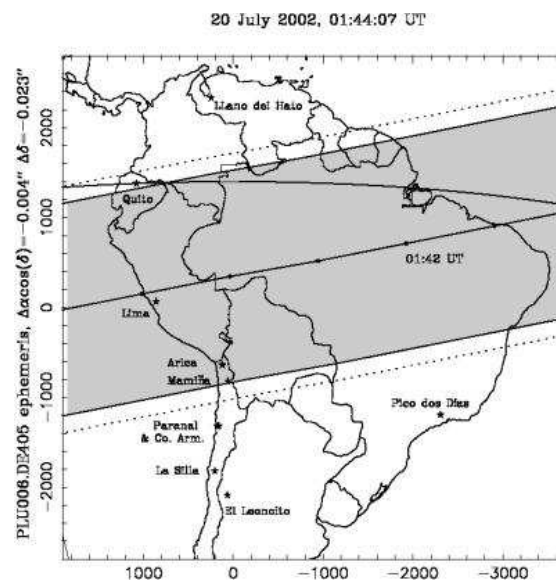 20 July 2002, 01:44:07 UT
PLU006.DE405 ephemeris, Δαcos(δ)=-0.004″ Δδ=-0.023″
2000
1000
0
-1000
-2000
Llano del Hato
Quito
01:42 UT
Lima
Arica
Mamiña
Pico dos Dias
Paranal
& Co. Arm.
La Silla
El Leoncito
1000
0
-1000
-2000
-3000